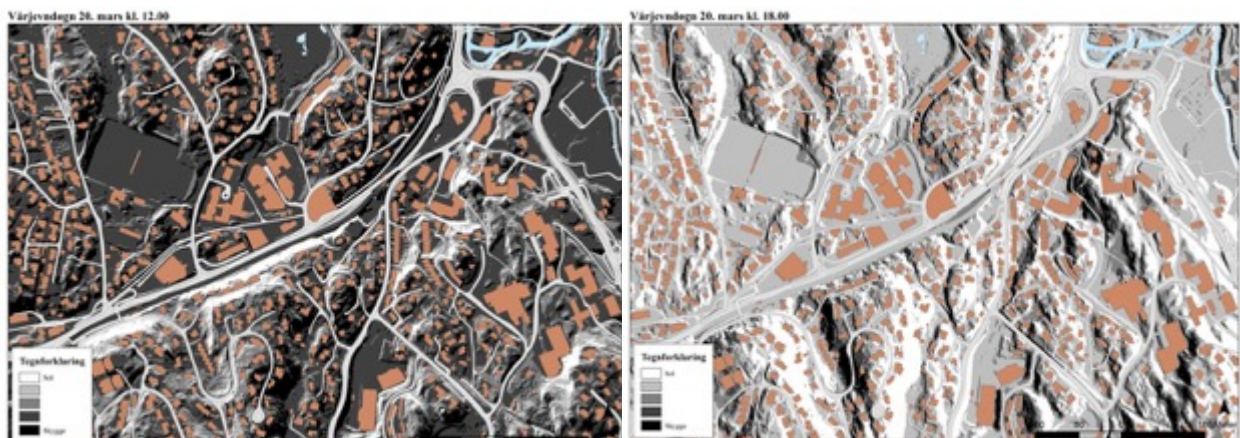 Vårjevndøgn 20. mars kl. 12.00
Tegnforklaring
Sol
Skygge
Vårjevndøgn 20. mars kl. 18.00
Tegnforklaring
Sol
Skygge